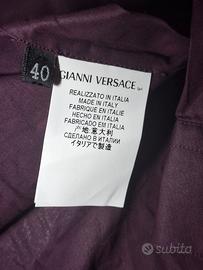 40
GIANNI VERSACE spa
REALIZZATO IN ITALIA
MADE IN ITALY
FABRIQUE EN ITALIE
HECHO EN ITALIA
FABRICADO EM ITALIA
产地意大利
СДЕЛАНО В ИТАЛИИ
イタリアで製造
subito